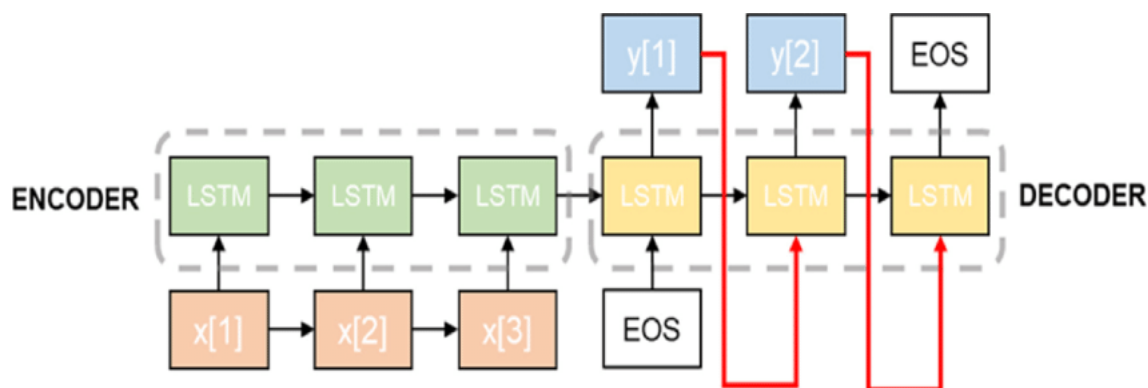 y[1] y[2] EOS
ENCODER LSTM LSTM LSTM LSTM LSTM LSTM DECODER
x[1] x[2] x[3] EOS